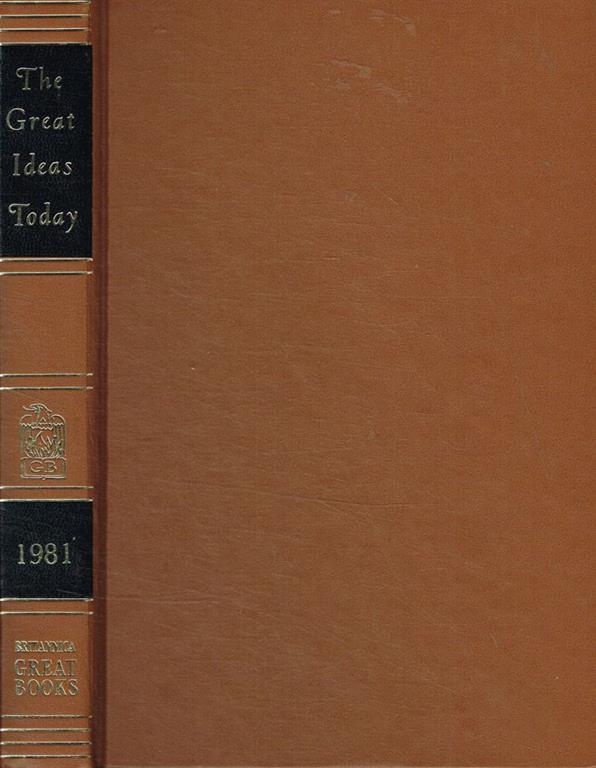 The
Great
Ideas
Today
GB
1981
BRITANNICA
GREAT
BOOKS